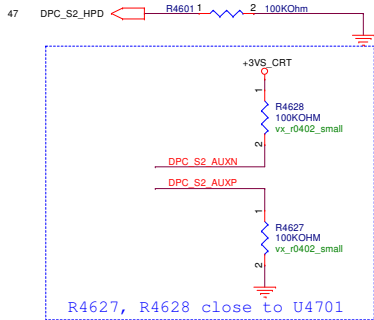 47 DPC_S2_HPD R4601 1 2 100KOhm
+3VS_CRT
1
R4628
100KOHM
vx_r0402_small
2
DPC_S2_AUXN
DPC_S2_AUXP
1
R4627
100KOHM
vx_r0402_small
2
R4627, R4628 close to U4701